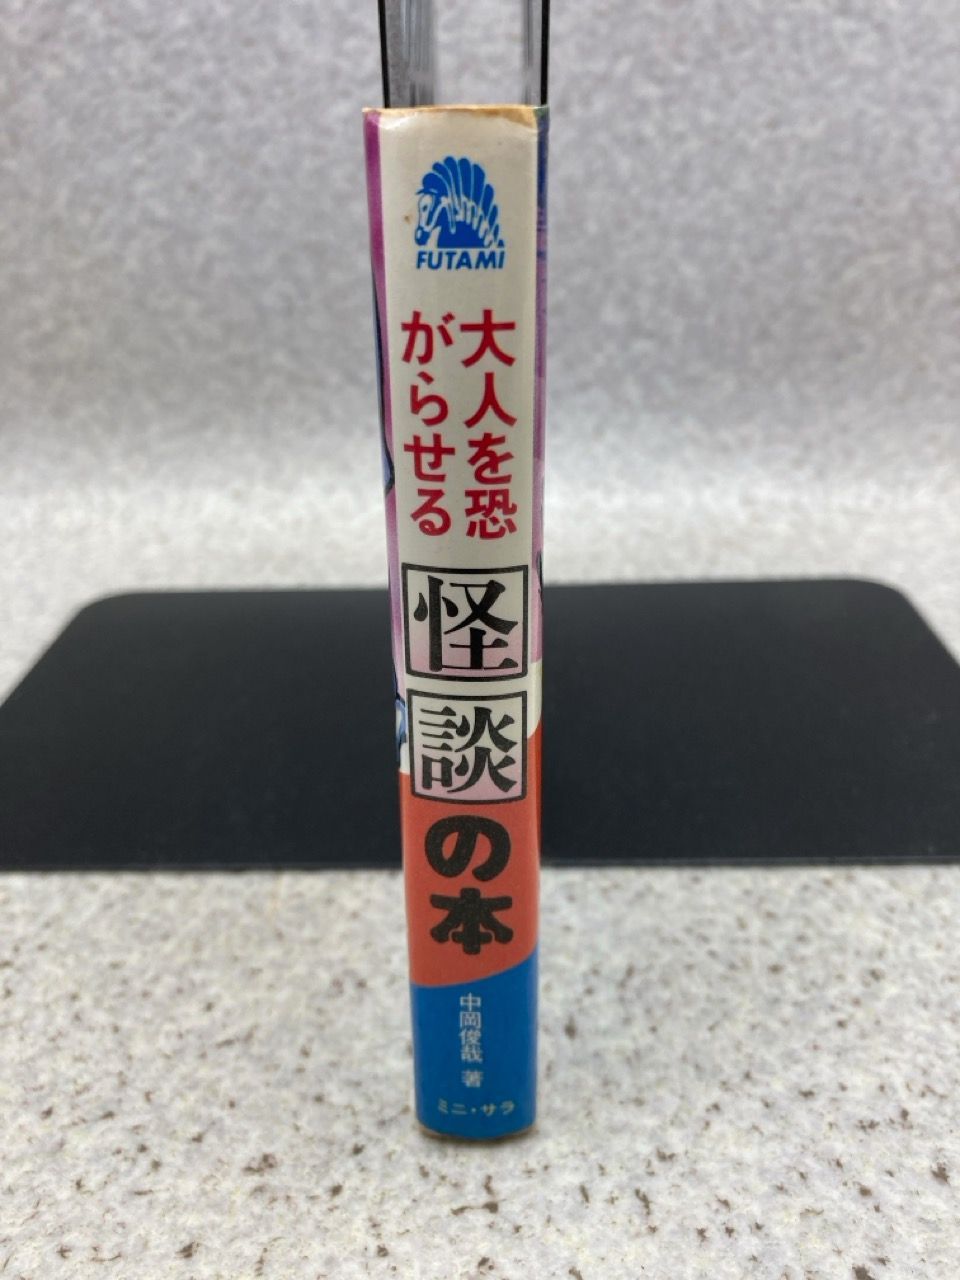 FUTAMI
大人を恐
がらせる
怪談の本
中岡俊哉 著
ミニ・サラ